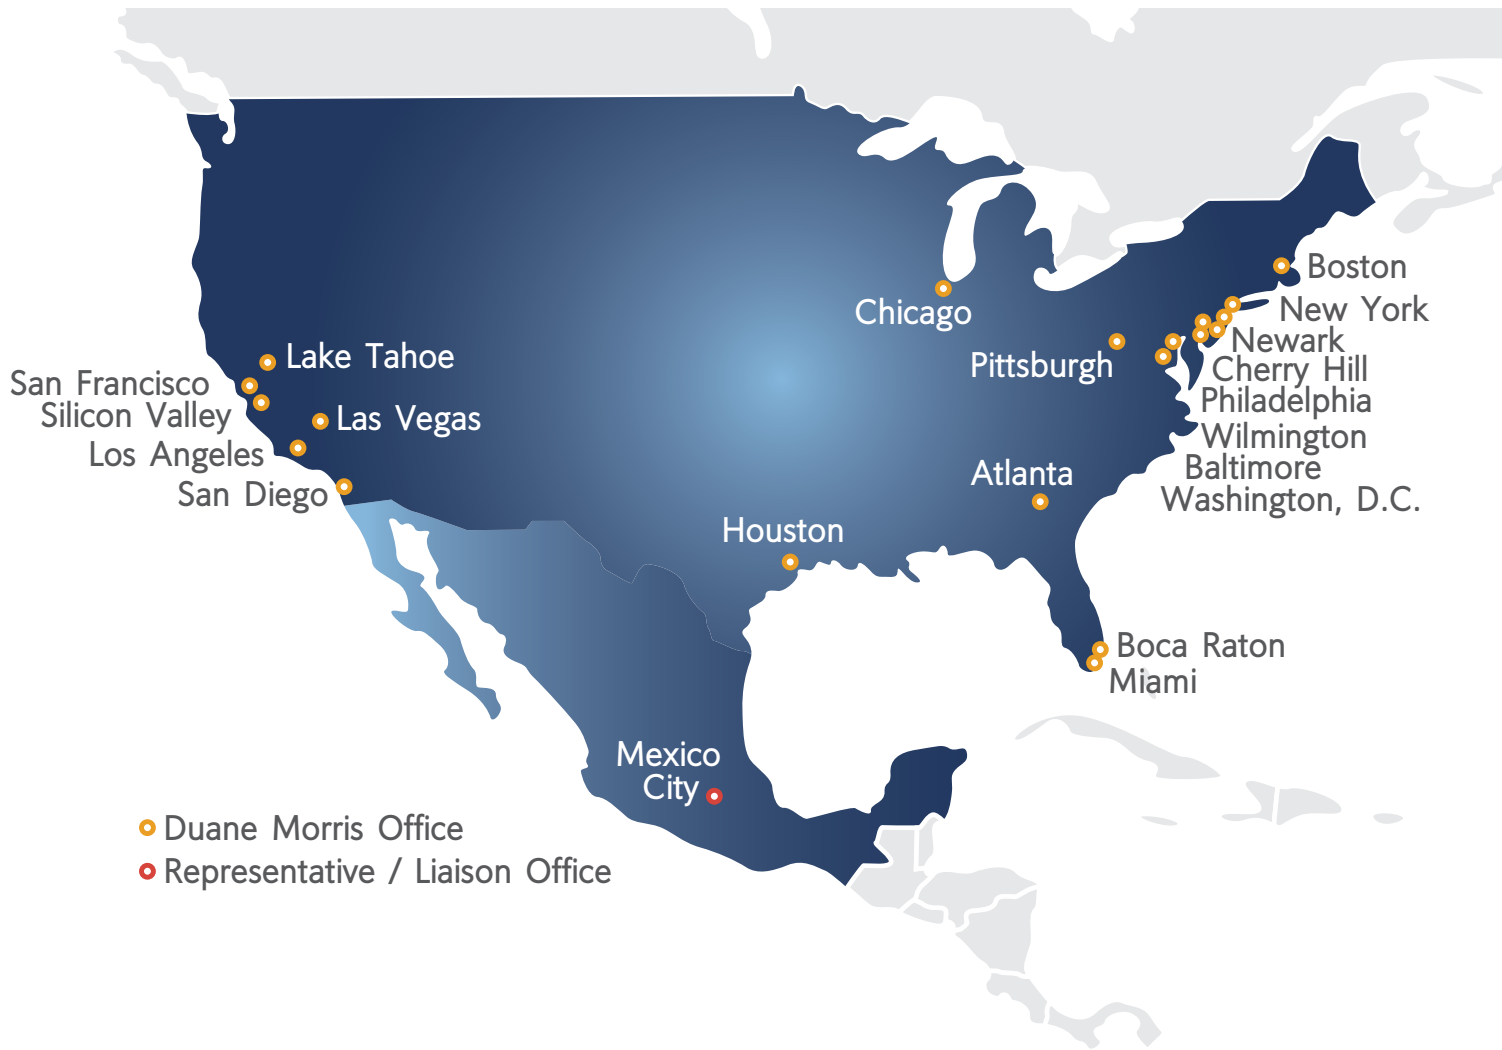 Boston
Chicago
New York
Newark
Lake Tahoe
Pittsburgh
Cherry Hill
San Francisco
Philadelphia
Silicon Valley
Las Vegas
Wilmington
Los Angeles
Baltimore
Atlanta
San Diego
Washington, D.C.
Houston
Boca Raton
Miami
Mexico
City
Duane Morris Office
Representative / Liaison Office